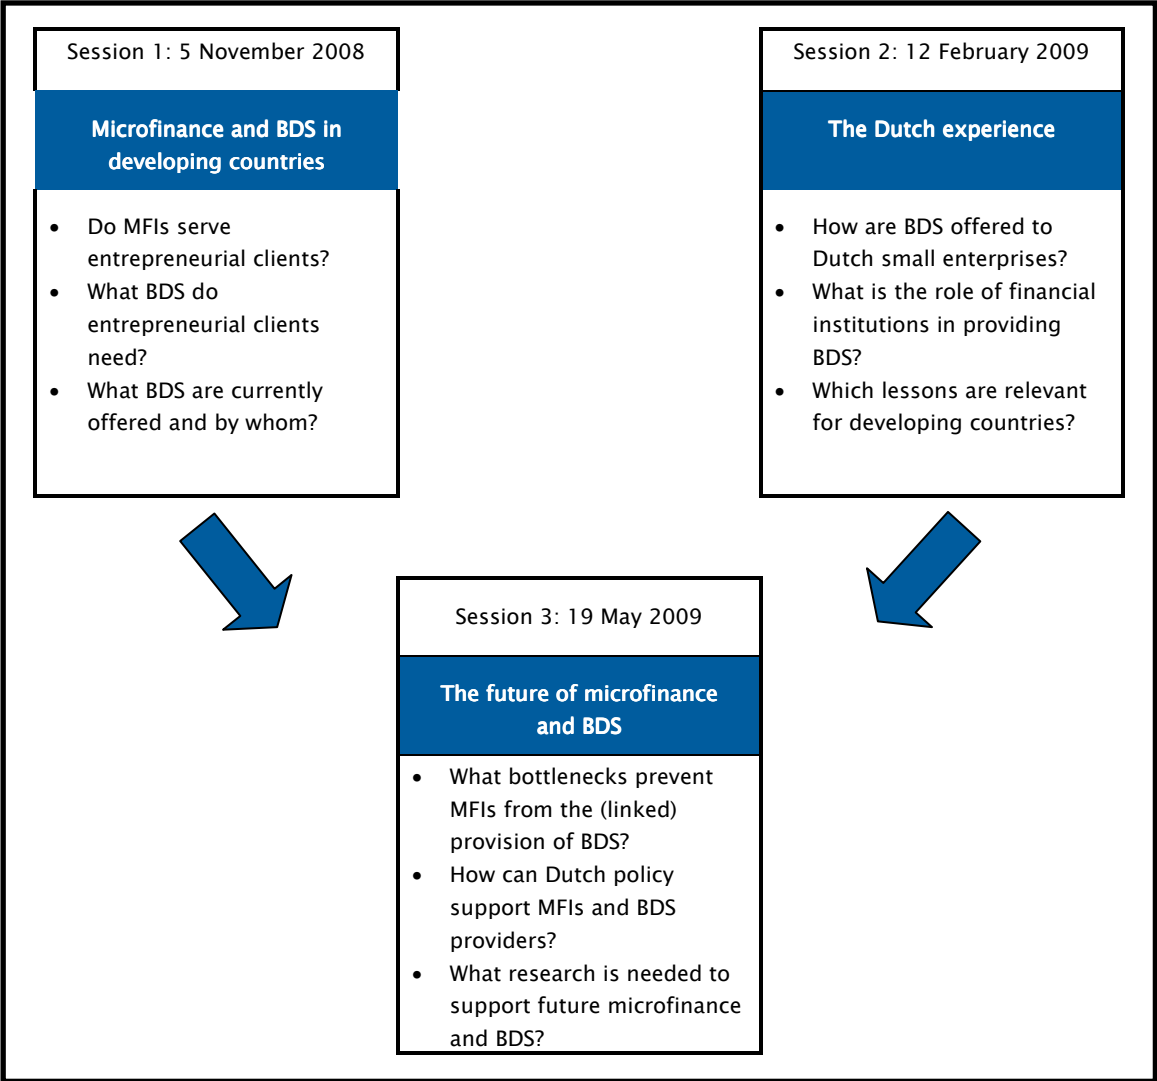 Session 1: 5 November 2008
Microfinance and BDS in
developing countries
• Do MFIs serve
entrepreneurial clients?
• What BDS do
entrepreneurial clients
need?
• What BDS are currently
offered and by whom?
Session 2: 12 February 2009
The Dutch experience
• How are BDS offered to
Dutch small enterprises?
• What is the role of financial
institutions in providing
BDS?
• Which lessons are relevant
for developing countries?
Session 3: 19 May 2009
The future of microfinance
and BDS
• What bottlenecks prevent
MFIs from the (linked)
provision of BDS?
• How can Dutch policy
support MFIs and BDS
providers?
• What research is needed to
support future microfinance
and BDS?